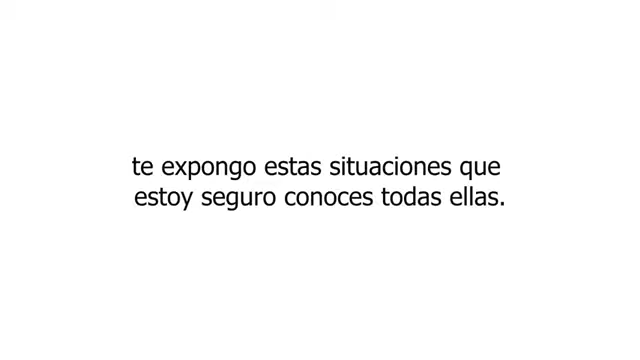 te expongo estas situaciones que
estoy seguro conoces todas ellas.